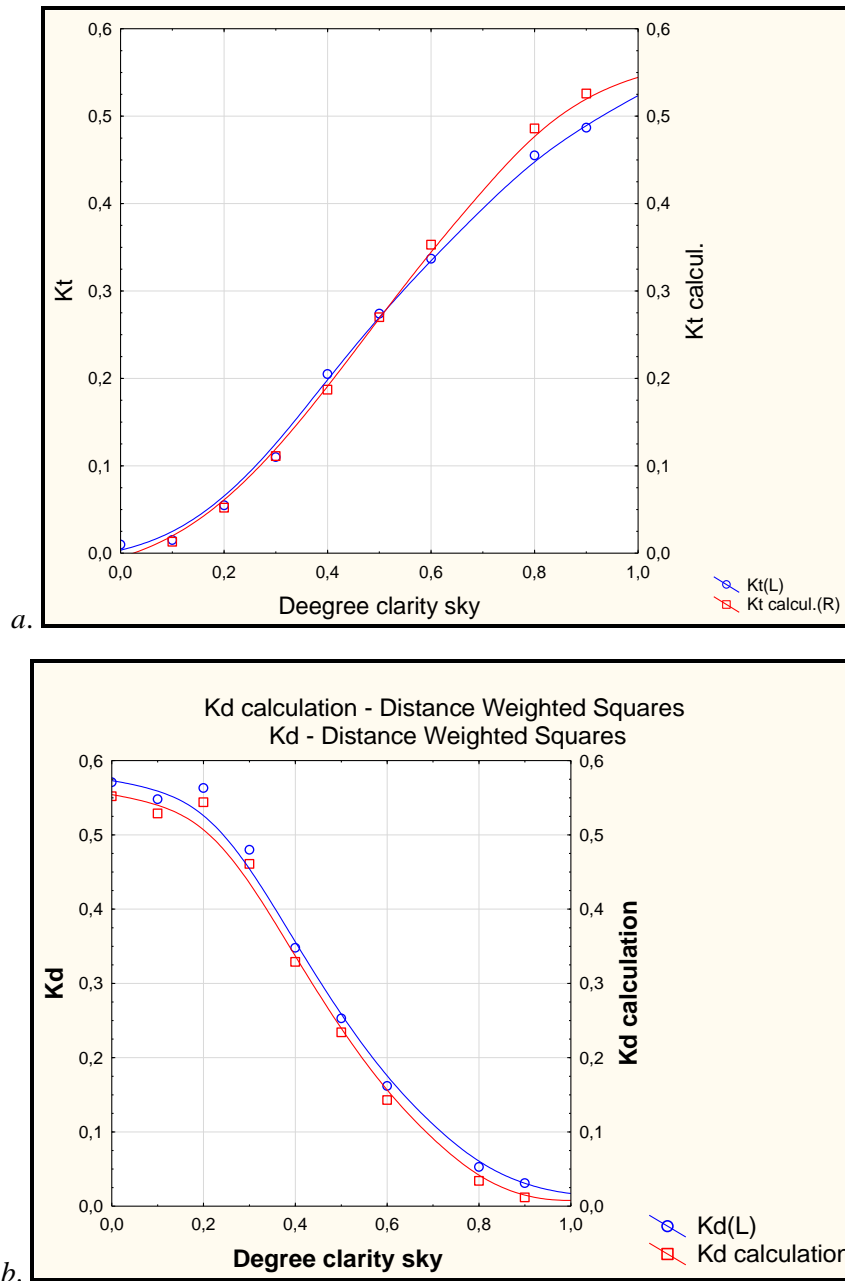 0,6 0,6
0,5 0,5
0,4 0,4
Kt 0,3 0,3 Kt calcul.
0,2 0,2
0,1 0,1
0,0 0,0
0,0 0,2 0,4 0,6 0,8 1,0
Deegree clarity sky
Kt(L)
Kt calcul.(R)
a.
Kd calculation - Distance Weighted Squares
Kd - Distance Weighted Squares
0,6 0,6
0,5 0,5
0,4 0,4
Kd 0,3 0,3 Kd calculation
0,2 0,2
0,1 0,1
0,0 0,0
0,0 0,2 0,4 0,6 0,8 1,0
Degree clarity sky
Kd(L)
Kd calculation
b.